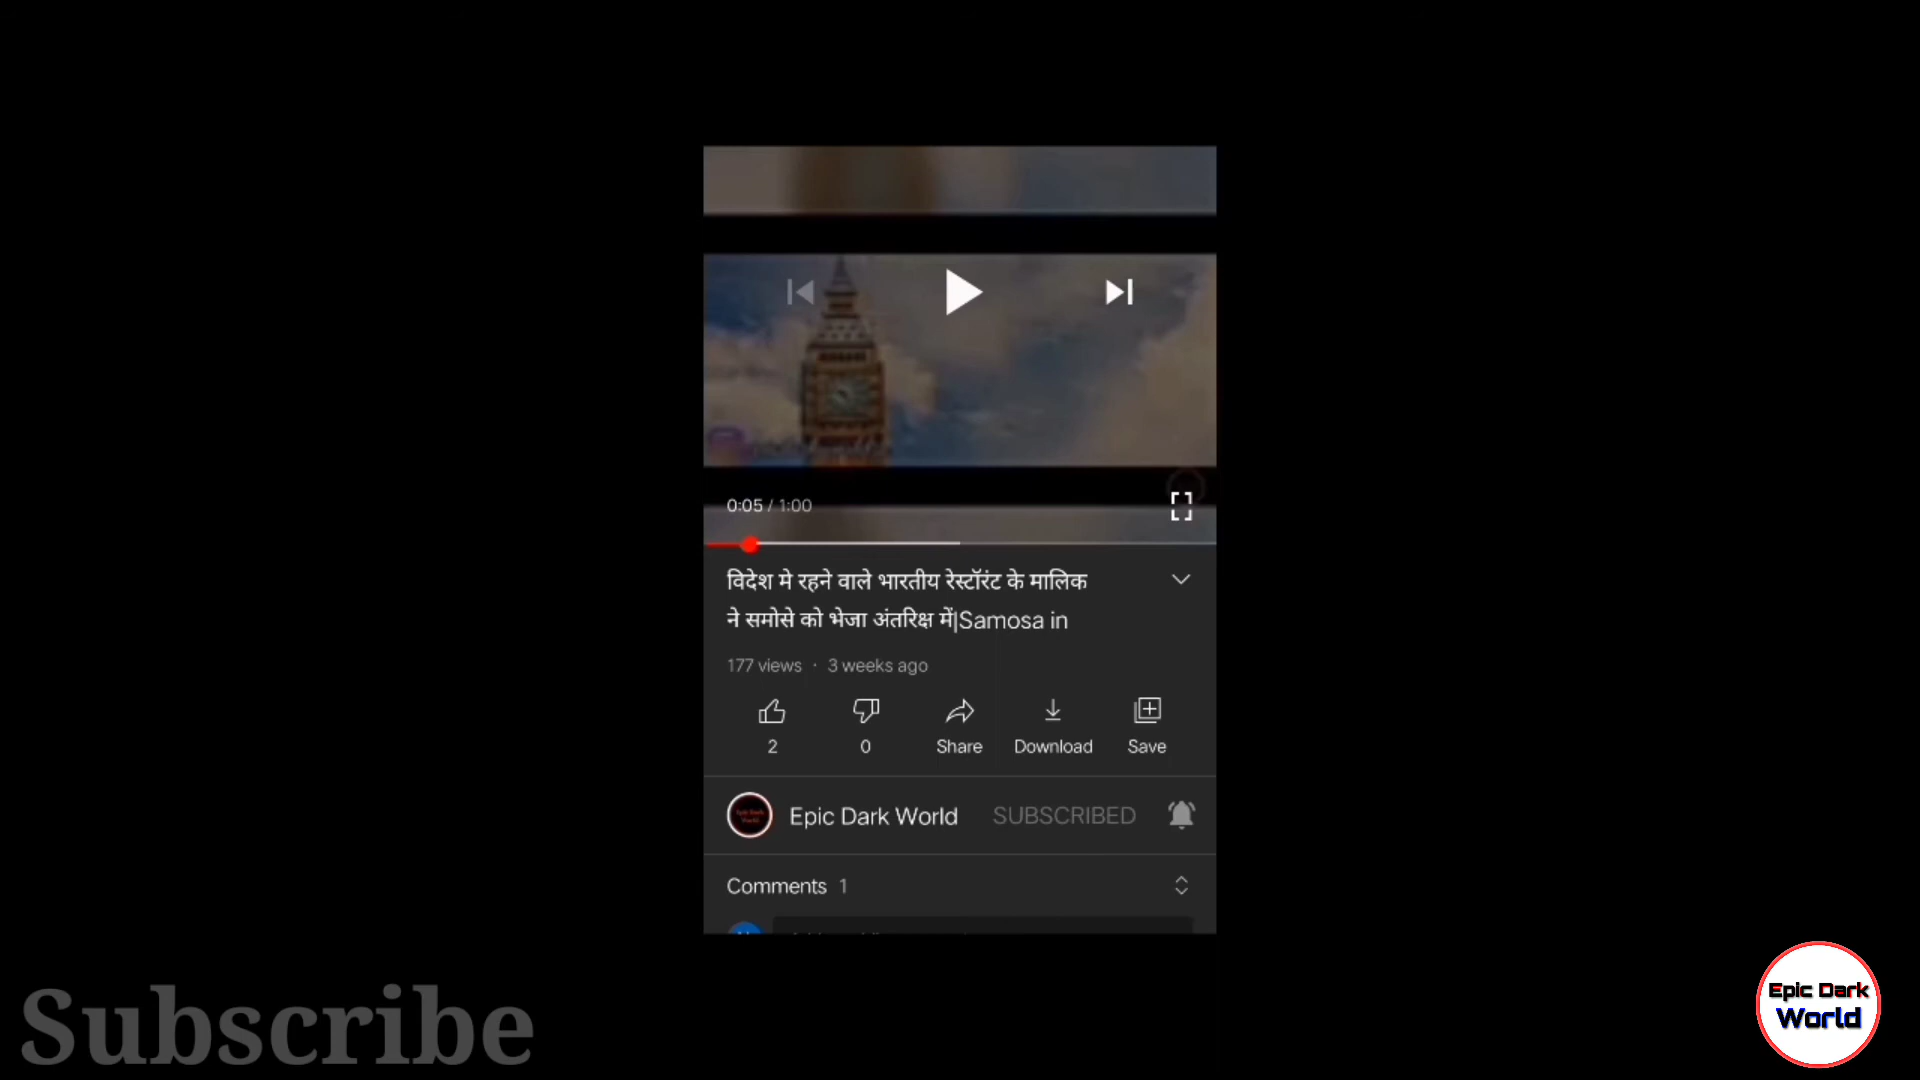 0:05 / 1:00
विदेश मे रहने वाले भारतीय रेस्टॉरंट के मालिक
ने समोसे को भेजा अंतरिक्ष में|Samosa in
177 views · 3 weeks ago
2
0
Share
Download
Save
Epic Dark World
SUBSCRIBED
Comments 1
Subscribe
Epic Dark
World